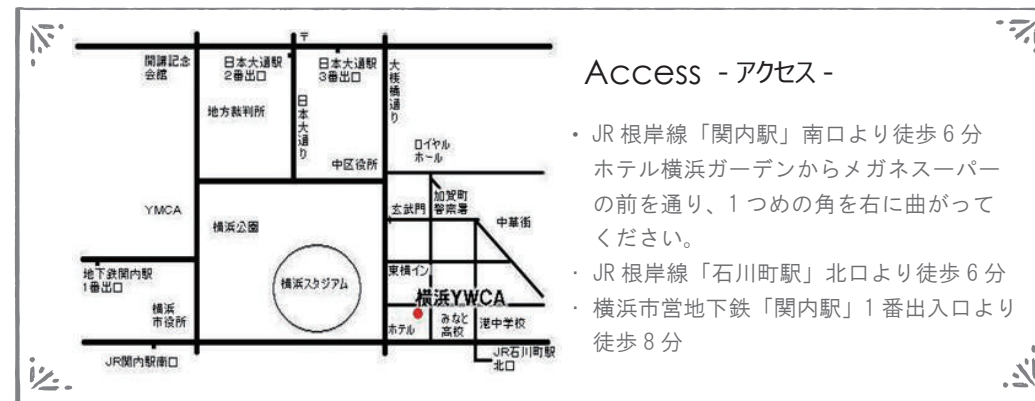 〒
開講記念
会館
日本大通駅
2番出口
日本大通駅
3番出口
大桟橋通り
地方裁判所
日本大通り
中区役所
ロイヤル
ホール
YMCA
横浜公園
玄武門
加賀町
警察署
中華街
地下鉄関内駅
1番出口
横浜スタジアム
東横イン
横浜YWCA
横浜
市役所
ホテル
みなと
高校
港中学校
JR関内駅南口
JR石川町駅
北口
Access - アクセス -
・JR 根岸線「関内駅」南口より徒歩 6 分
ホテル横浜ガーデンからメガネスーパー
の前を通り、1 つめの角を右に曲がって
ください。
・JR 根岸線「石川町駅」北口より徒歩 6 分
・横浜市営地下鉄「関内駅」1 番出入口より
徒歩 8 分